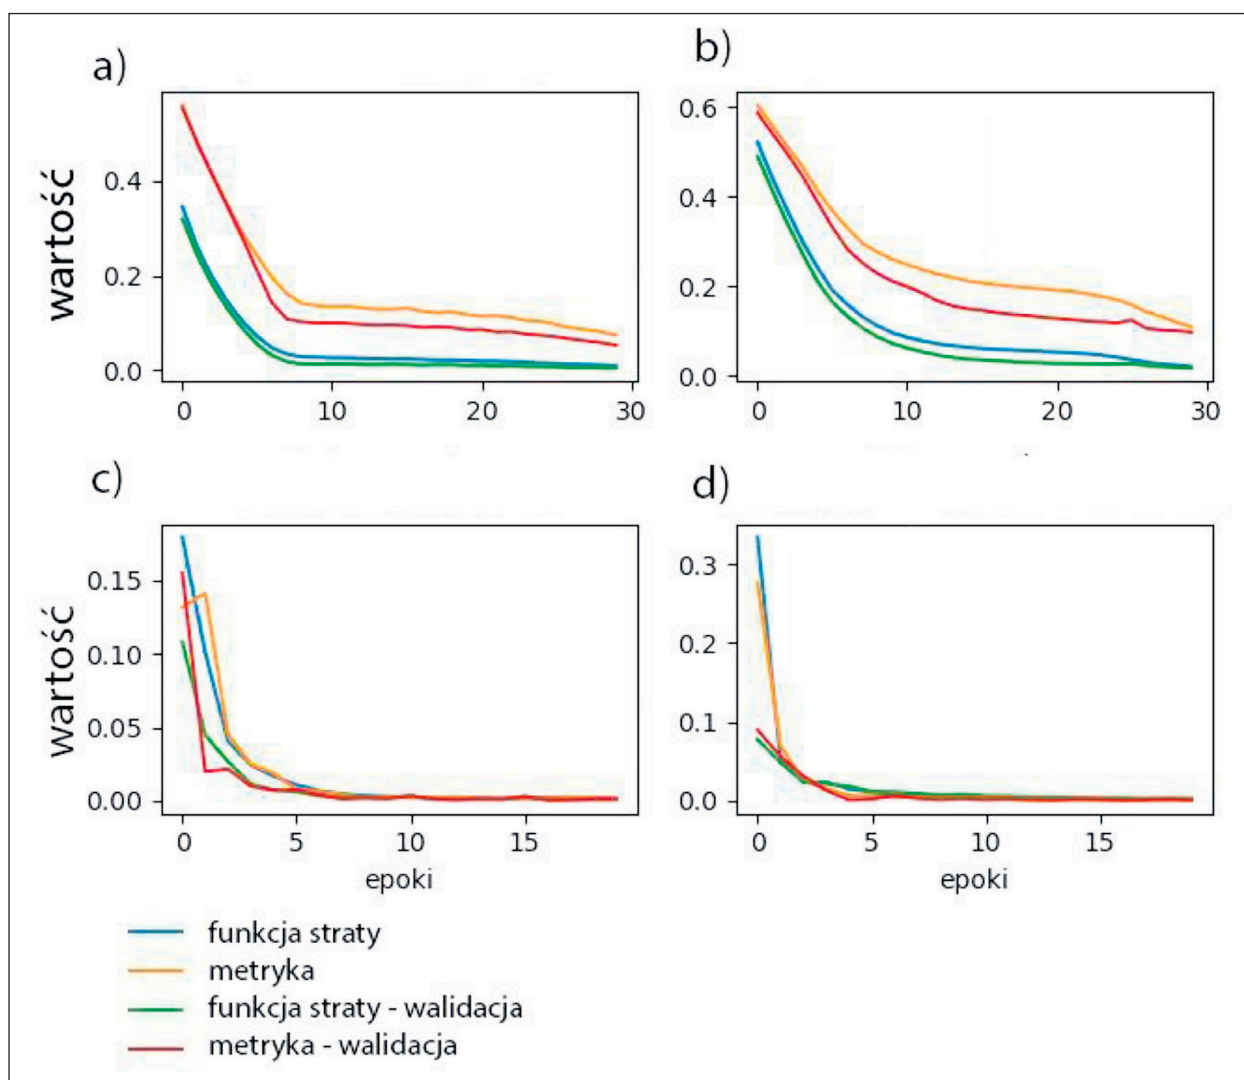 a)
b)
wartość
0.4
0.2
0.0
0 10 20 30
0.6
0.4
0.2
0.0
0 10 20 30
c)
d)
wartość
0.15
0.10
0.05
0.00
0 5 10 15
epoki
0.3
0.2
0.1
0.0
0 5 10 15
epoki
funkcja straty
metryka
funkcja straty - walidacja
metryka - walidacja